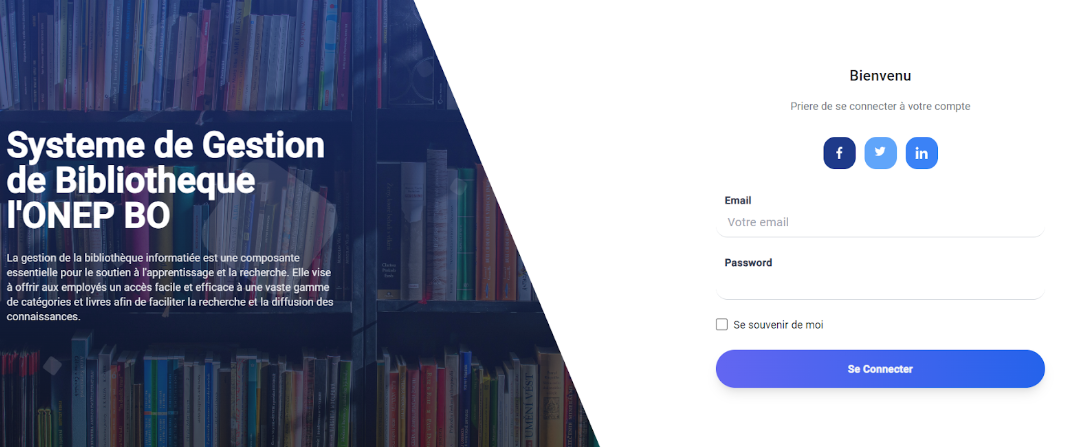 Systeme de Gestion
de Bibliotheque
l'ONEP BO
La gestion de la bibliothèque informatiée est une composante
essentielle pour le soutien à l'apprentissage et la recherche. Elle vise
à offrir aux employés un accès facile et efficace à une vaste gamme
de catégories et livres afin de faciliter la recherche et la diffusion des
connaissances.
Bienvenu
Priere de se connecter à votre compte
Email
Votre email
Password
Se souvenir de moi
Se Connecter